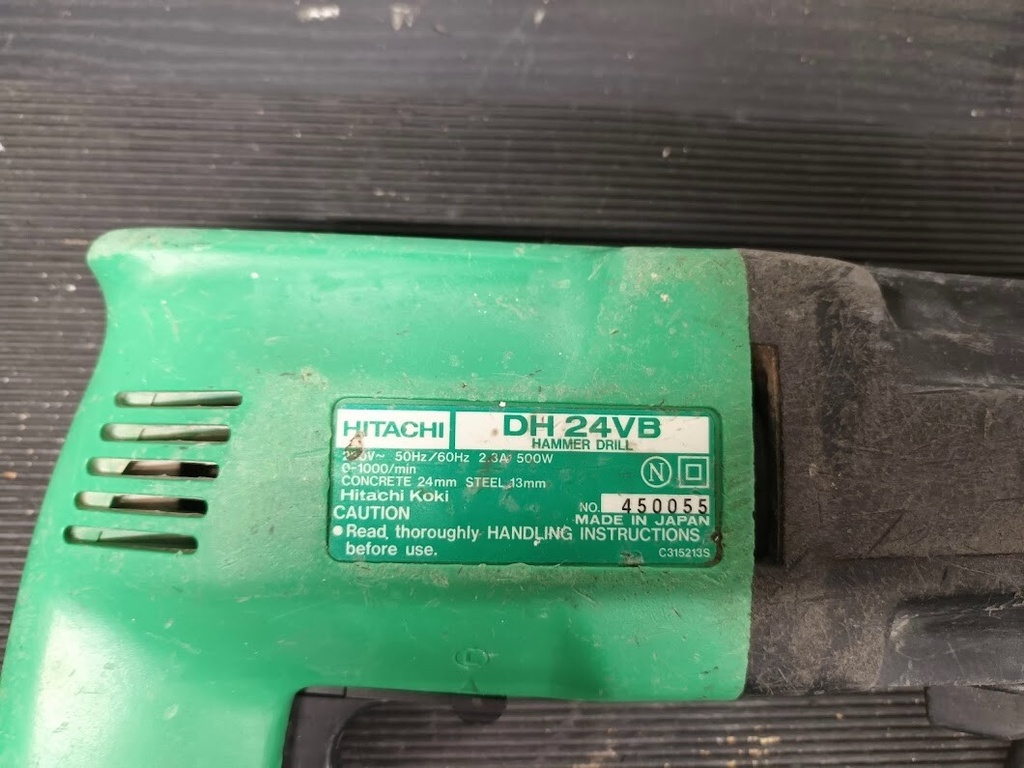 HITACHI
DH 24VB
HAMMER DRILL
50Hz/60Hz 2.3A 500W
0-1000/min
CONCRETE 24mm STEEL 13mm
Hitachi Koki
N
NO. 450055
CAUTION
MADE IN JAPAN
•Read thoroughly HANDLING INSTRUCTIONS
before use.
C315213S